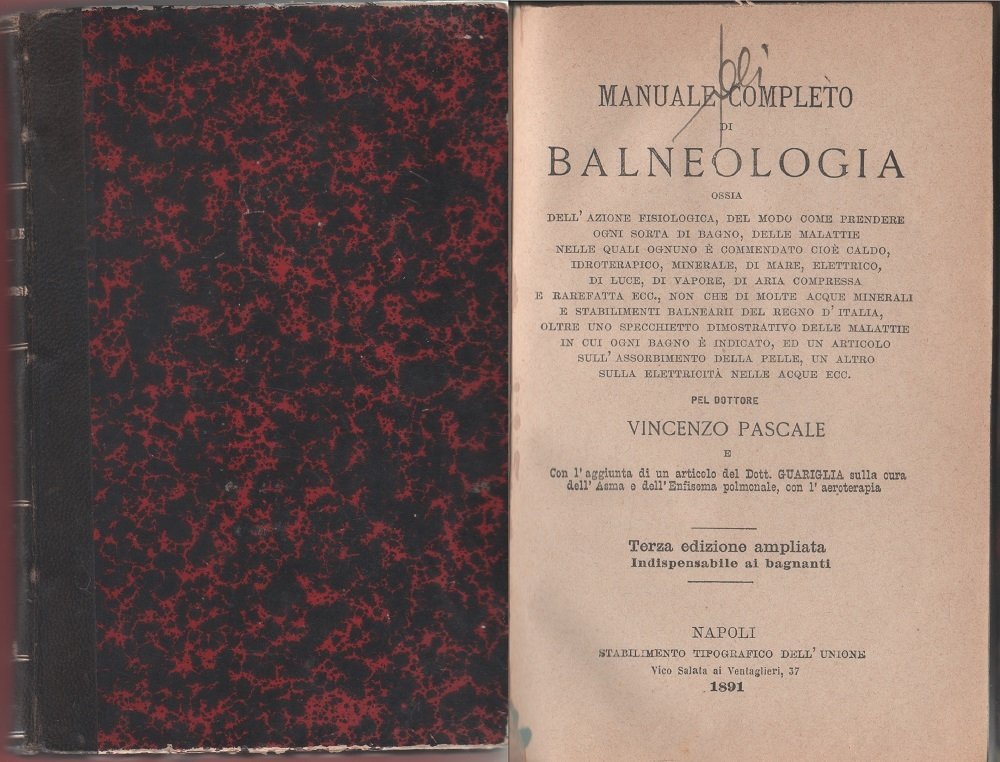 MANUALE COMPLETO
DI
BALNEOLOGIA
OSSIA
DELL' AZIONE FISIOLOGICA, DEL MODO COME PRENDERE
OGNI SORTA DI BAGNO, DELLE MALATTIE
NELLE QUALI OGNUNO È COMMENDATO CIOÈ CALDO,
IDROTERAPICO, MINERALE, DI MARE, ELETTRICO,
DI LUCE, DI VAPORE, DI ARIA COMPRESSA
E RAREFATTA ECC., NON CHE DI MOLTE ACQUE MINERALI
E STABILIMENTI BALNEARII DEL REGNO D' ITALIA,
OLTRE UNO SPECCHIETTO DIMOSTRATIVO DELLE MALATTIE
IN CUI OGNI BAGNO È INDICATO, ED UN ARTICOLO
SULL' ASSORBIMENTO DELLA PELLE, UN ALTRO
SULLA ELETTRICITÀ NELLE ACQUE ECC.
PEL DOTTORE
VINCENZO PASCALE
E
Con l' aggiunta di un articolo del Dott. GUARIGLIA sulla cura
dell' Asma e dell' Enfisema polmonale, con l' aeroterapia
Terza edizione ampliata
Indispensabile ai bagnanti
NAPOLI
STABILIMENTO TIPOGRAFICO DELL' UNIONE
Vico Salata ai Ventaglieri, 37
1891